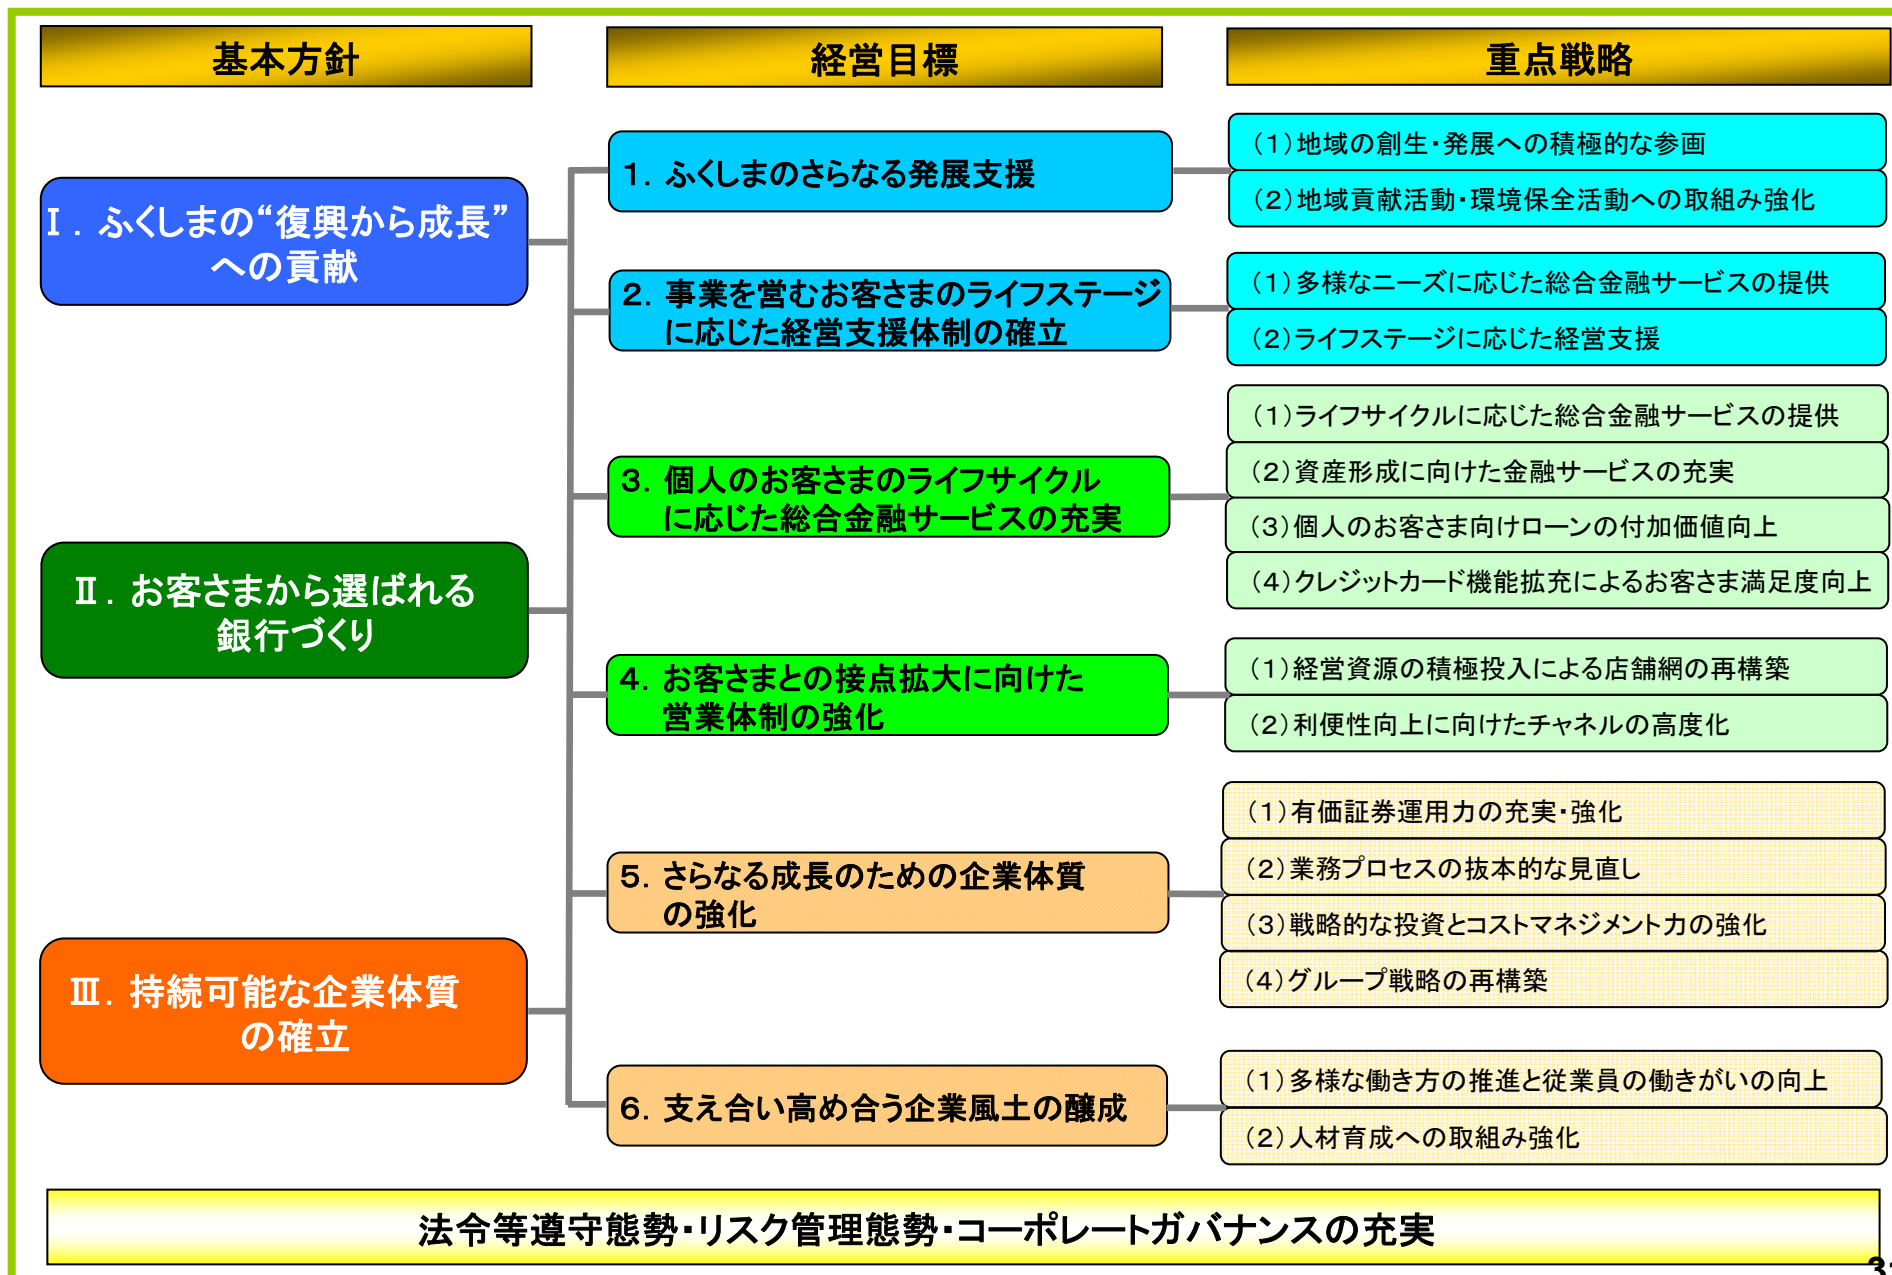 基本方針
経営目標
重点戦略
Ⅰ．ふくしまの“復興から成長”
への貢献
Ⅱ．お客さまから選ばれる
銀行づくり
Ⅲ．持続可能な企業体質
の確立
１．ふくしまのさらなる発展支援
（１）地域の創生・発展への積極的な参画
（２）地域貢献活動・環境保全活動への取組み強化
２．事業を営むお客さまのライフステージ
に応じた経営支援体制の確立
（１）多様なニーズに応じた総合金融サービスの提供
（２）ライフステージに応じた経営支援
３．個人のお客さまのライフサイクル
に応じた総合金融サービスの充実
（１）ライフサイクルに応じた総合金融サービスの提供
（２）資産形成に向けた金融サービスの充実
（３）個人のお客さま向けローンの付加価値向上
（４）クレジットカード機能拡充によるお客さま満足度向上
４．お客さまとの接点拡大に向けた
営業体制の強化
（１）経営資源の積極投入による店舗網の再構築
（２）利便性向上に向けたチャネルの高度化
５．さらなる成長のための企業体質
の強化
（１）有価証券運用力の充実・強化
（２）業務プロセスの抜本的な見直し
（３）戦略的な投資とコストマネジメント力の強化
（４）グループ戦略の再構築
６．支え合い高め合う企業風土の醸成
（１）多様な働き方の推進と従業員の働きがいの向上
（２）人材育成への取組み強化
法令等遵守態勢・リスク管理態勢・コーポレートガバナンスの充実